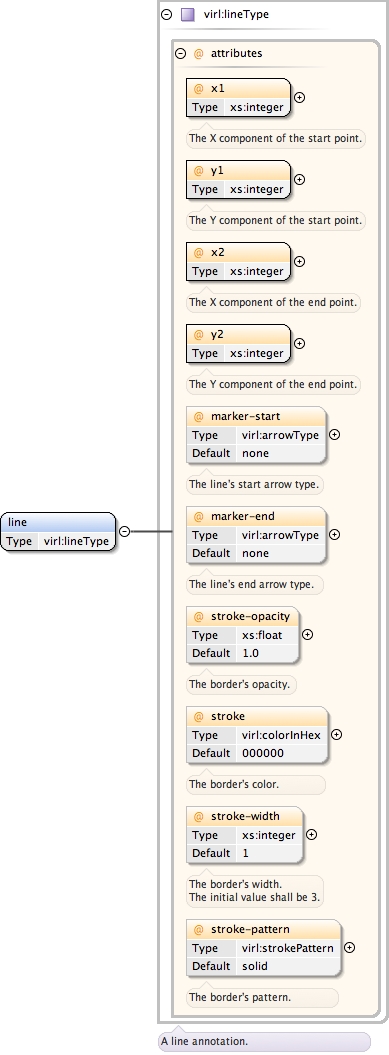 virl:lineType
@ attributes
@ x1
Type xs:integer
The X component of the start point.
@ y1
Type xs:integer
The Y component of the start point.
@ x2
Type xs:integer
The X component of the end point.
@ y2
Type xs:integer
The Y component of the end point.
@ marker-start
Type virl:arrowType
Default none
The line's start arrow type.
@ marker-end
Type virl:arrowType
Default none
The line's end arrow type.
line
Type virl:lineType
@ stroke-opacity
Type xs:float
Default 1.0
The border's opacity.
@ stroke
Type virl:colorInHex
Default 000000
The border's color.
@ stroke-width
Type xs:integer
Default 1
The border's width.
The initial value shall be 3.
@ stroke-pattern
Type virl:strokePattern
Default solid
The border's pattern.
A line annotation.